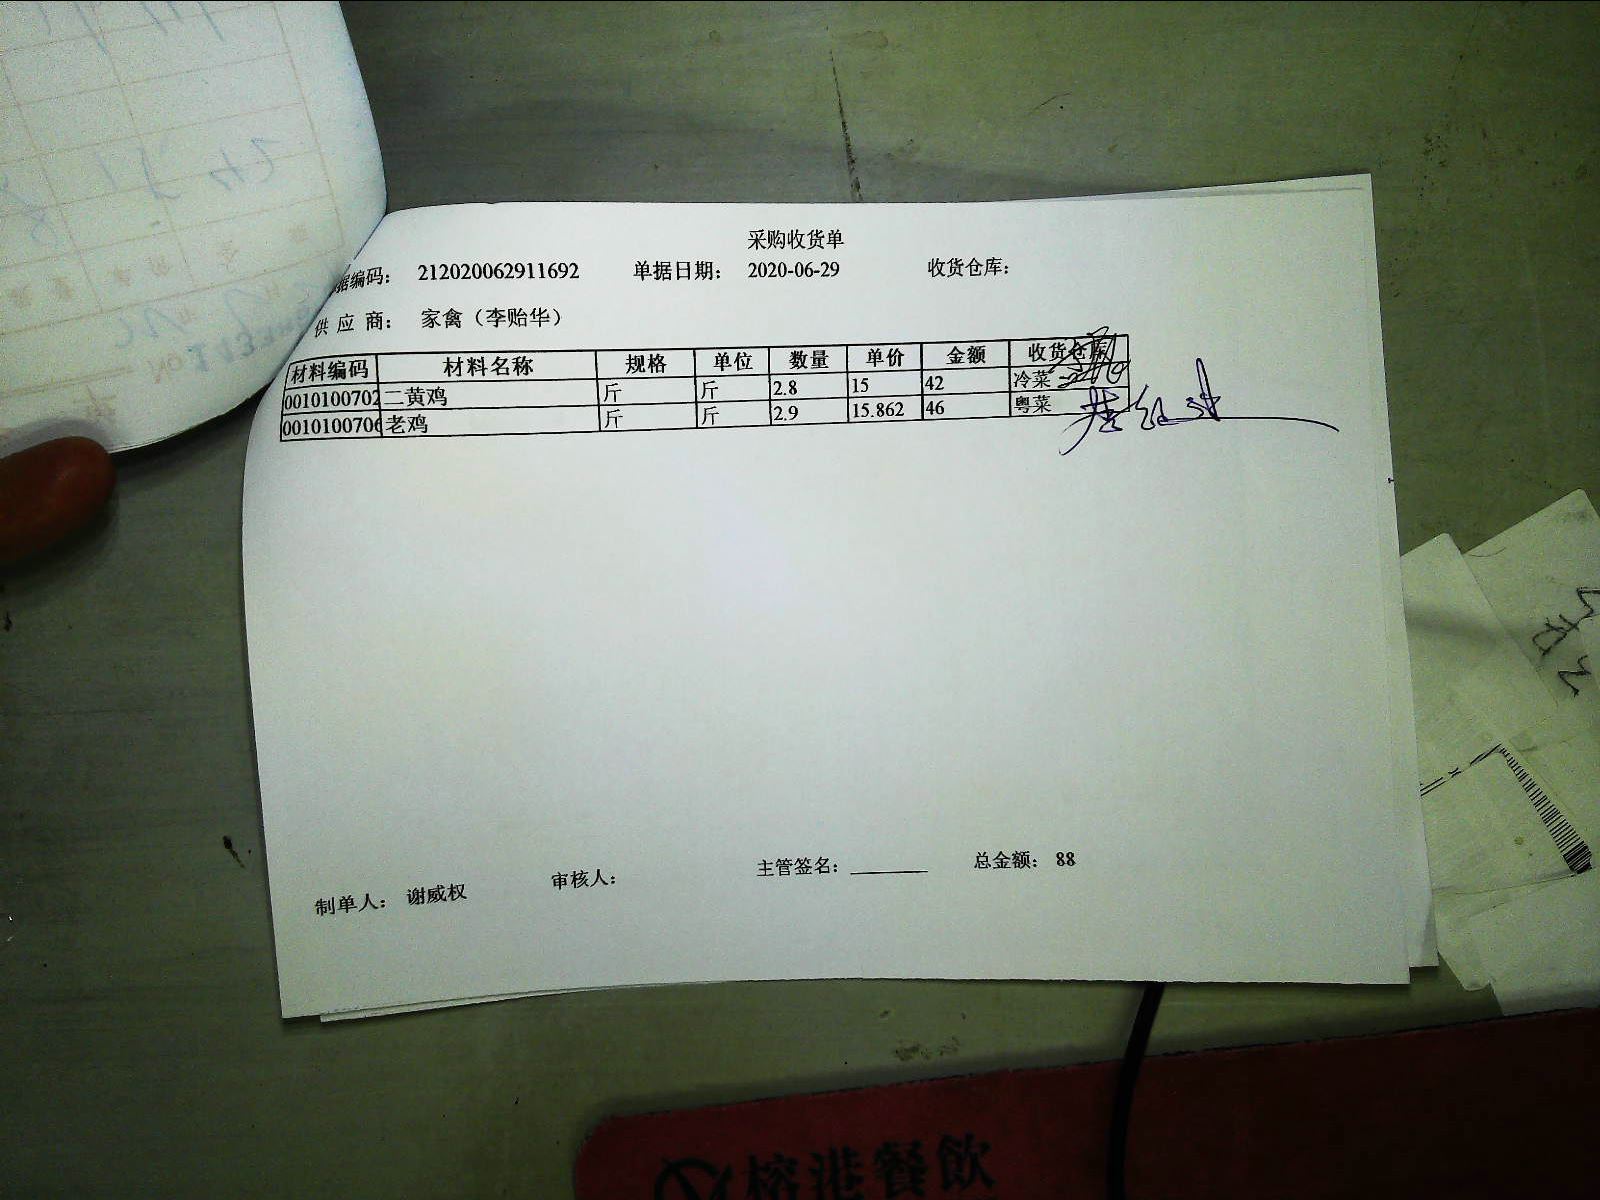 采购收货单
据编码： 212020062911692 单据日期： 2020-06-29 收货仓库：
供 应 商： 家禽（李贻华）
材料编码 材料名称 规格 单位 数量 单价 金额 收货仓库
0010100702 二黄鸡 斤 斤 2.8 15 42 冷菜
0010100706 老鸡 斤 斤 2.9 15.862 46 粤菜
制单人： 谢威权 审核人： 主管签名： 总金额： 88
榕港餐飲